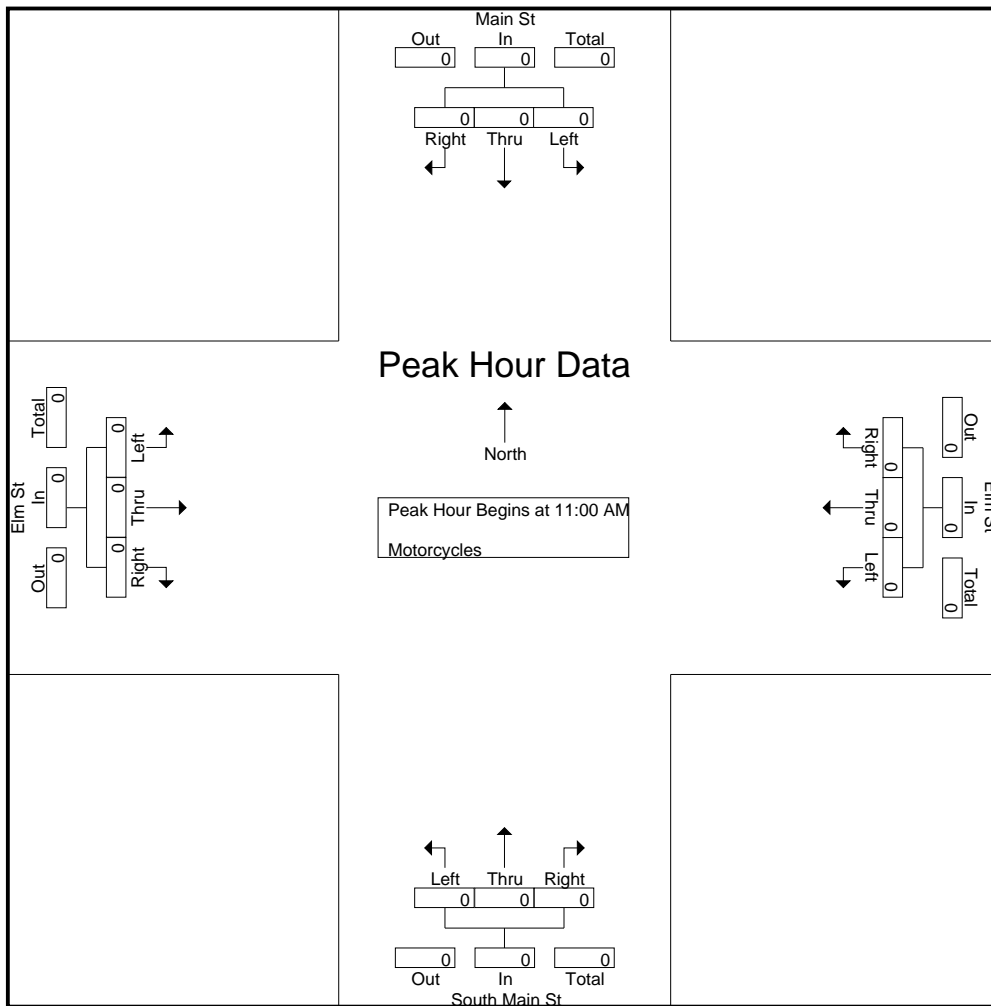 Main St
Out In Total
0 0 0
0 0 0
Right Thru Left
Peak Hour Data
North
Peak Hour Begins at 11:00 AM
Motorcycles
Elm St
Total In Out
0 0 0
0 0 0
Left Thru Right
Elm St
Out In Total
0 0 0
0 0 0
Right Thru Left
Left Thru Right
0 0 0
0 0 0
Out In Total
South Main St